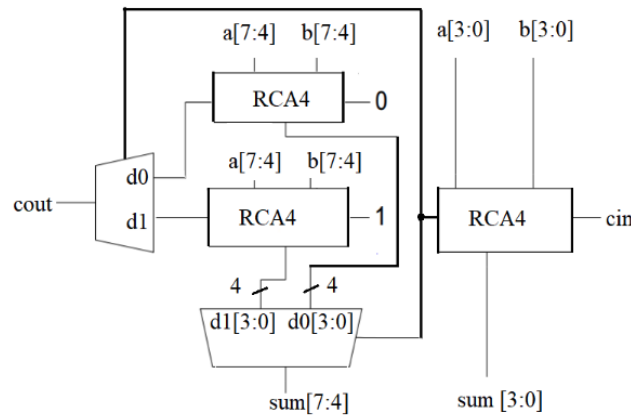 a[7:4] b[7:4] a[3:0] b[3:0]
RCA4 0
a[7:4] b[7:4]
d0
cout d1 RCA4 1 RCA4 cin
4 4
d1[3:0] d0[3:0]
sum[7:4] sum [3:0]